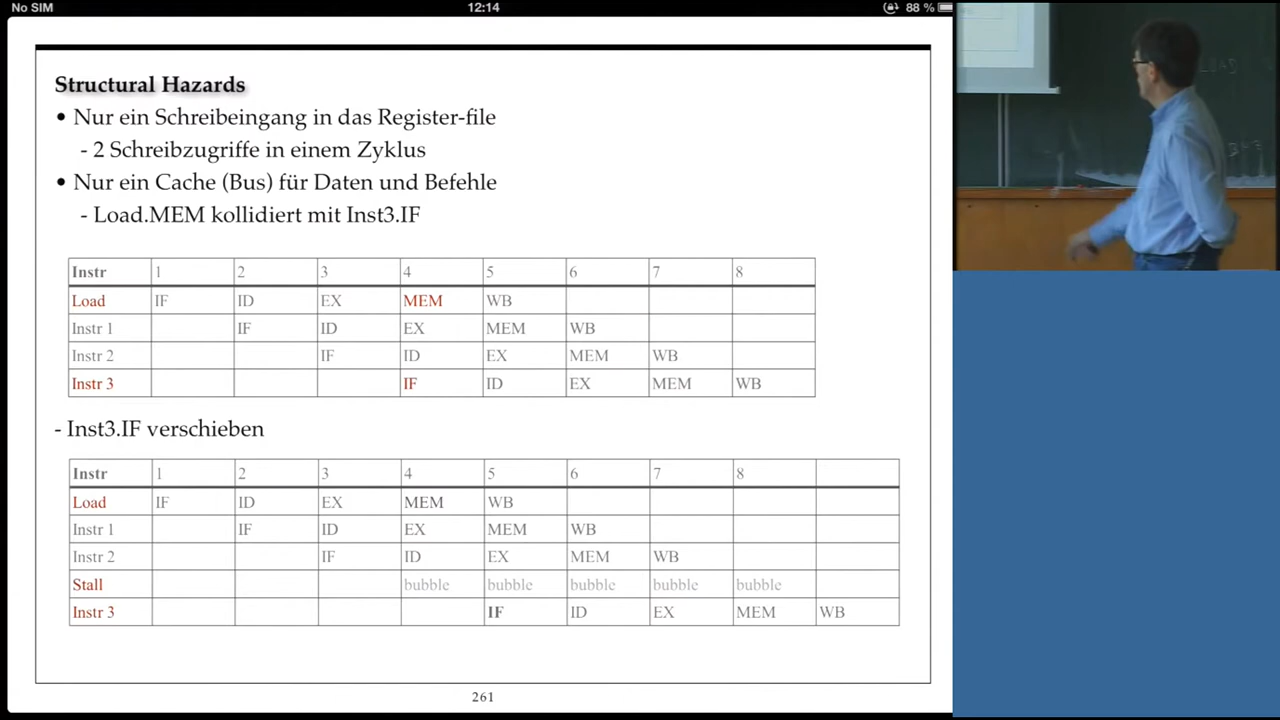 No SIM 12:14 88 %
Structural Hazards
• Nur ein Schreibeingang in das Register-file
- 2 Schreibzugriffe in einem Zyklus
• Nur ein Cache (Bus) für Daten und Befehle
- Load.MEM kollidiert mit Inst3.IF
Instr 1 2 3 4 5 6 7 8
Load IF ID EX MEM WB
Instr 1 IF ID EX MEM WB
Instr 2 IF ID EX MEM WB
Instr 3 IF ID EX MEM WB
- Inst3.IF verschieben
Instr 1 2 3 4 5 6 7 8
Load IF ID EX MEM WB
Instr 1 IF ID EX MEM WB
Instr 2 IF ID EX MEM WB
Stall bubble bubble bubble bubble bubble
Instr 3 IF ID EX MEM WB
261
LOAD